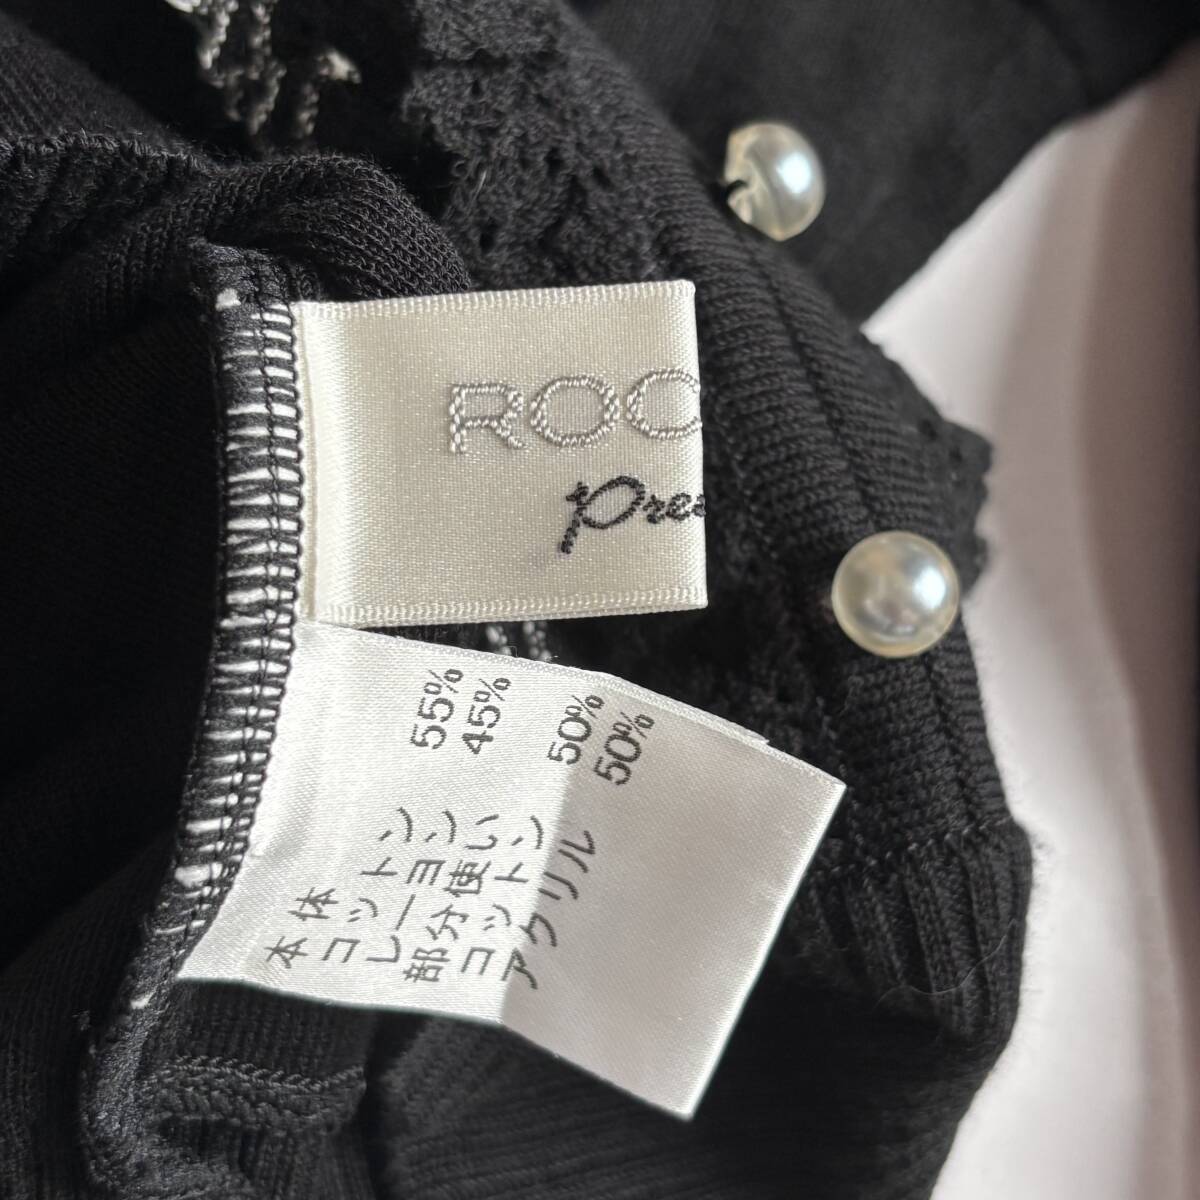 ROC
Pres
本体
コットン 55%
レーヨン 45%
部分使い
コットン 50%
アクリル 50%